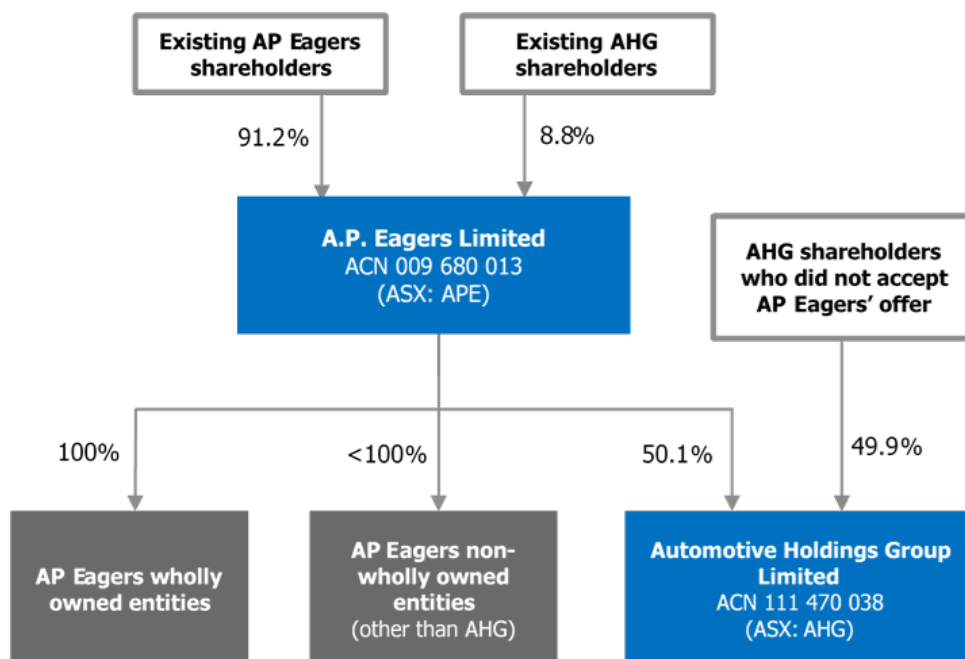 Existing AP Eagers
shareholders
Existing AHG
shareholders
91.2%
8.8%
A.P. Eagers Limited
ACN 009 680 013
(ASX: APE)
AHG shareholders
who did not accept
AP Eagers’ offer
100%
<100%
50.1%
49.9%
AP Eagers wholly
owned entities
AP Eagers non-
wholly owned
entities
(other than AHG)
Automotive Holdings Group
Limited
ACN 111 470 038
(ASX: AHG)